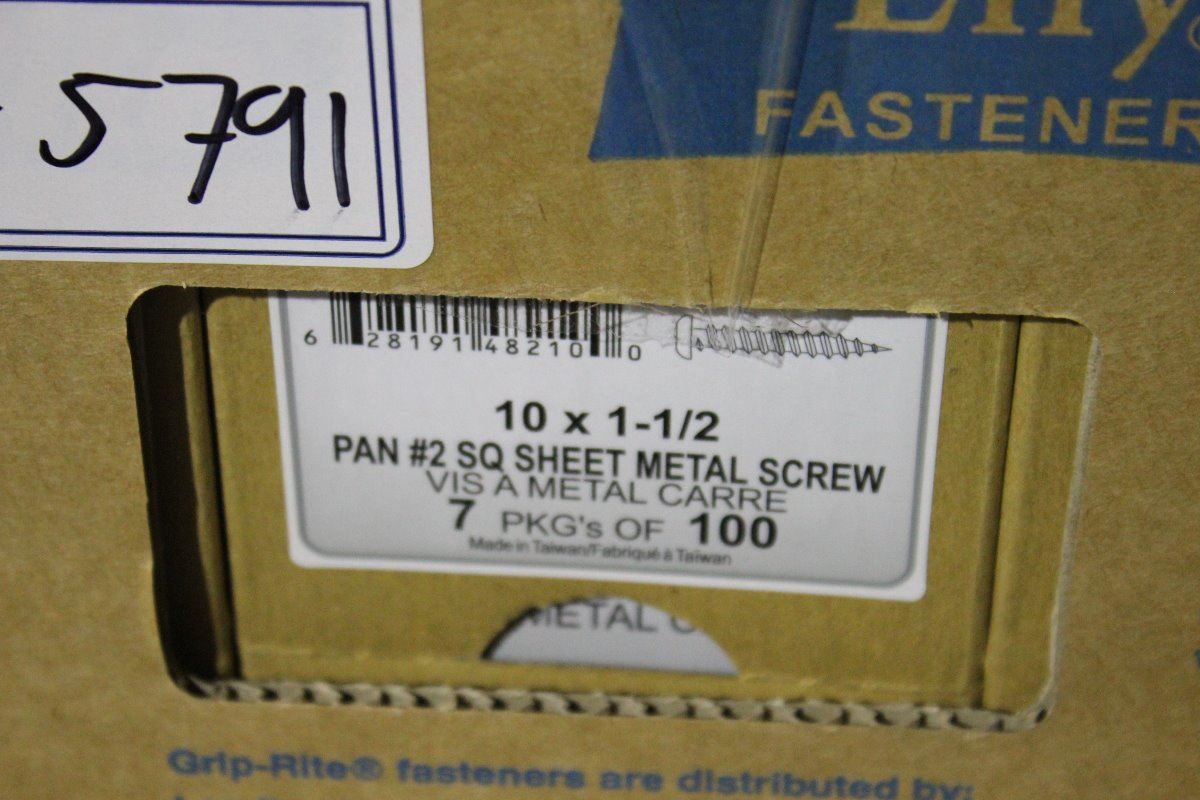 5791
FASTENER
6 28191 48210 0
10 x 1-1/2
PAN #2 SQ SHEET METAL SCREW
VIS A METAL CARRE
7 PKG's OF 100
Made in Taiwan/Fabriqué à Taïwan
METAL C
Grip-Rite® fasteners are distributed by: